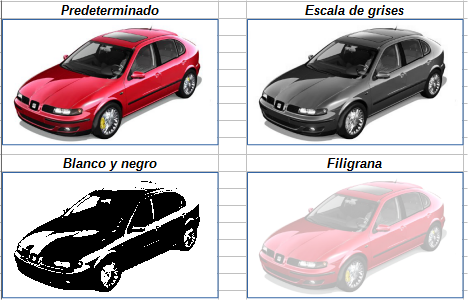 Predeterminado
Escala de grises
Blanco y negro
Filigrana